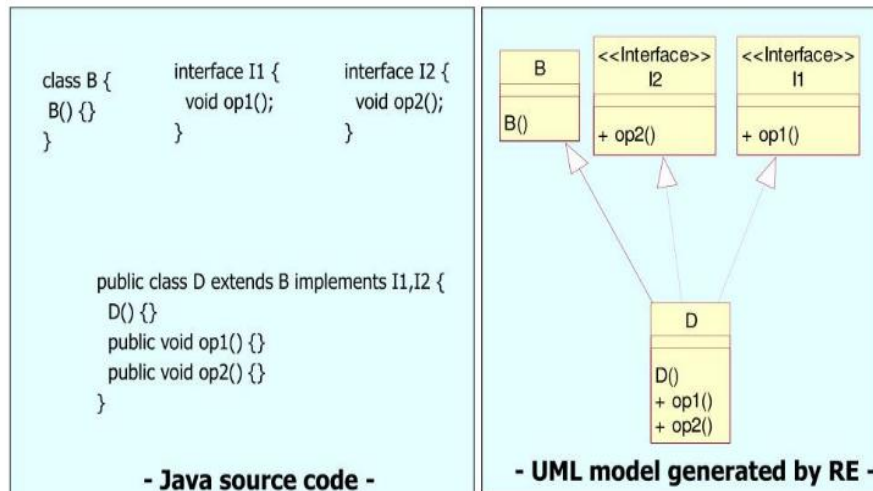 class B {
B() {}
}
interface I1 {
void op1();
}
interface I2 {
void op2();
}
public class D extends B implements I1,I2 {
D() {}
public void op1() {}
public void op2() {}
}
- Java source code -
B
B()
<<Interface>>
I2
+ op2()
<<Interface>>
I1
+ op1()
D
D()
+ op1()
+ op2()
- UML model generated by RE -